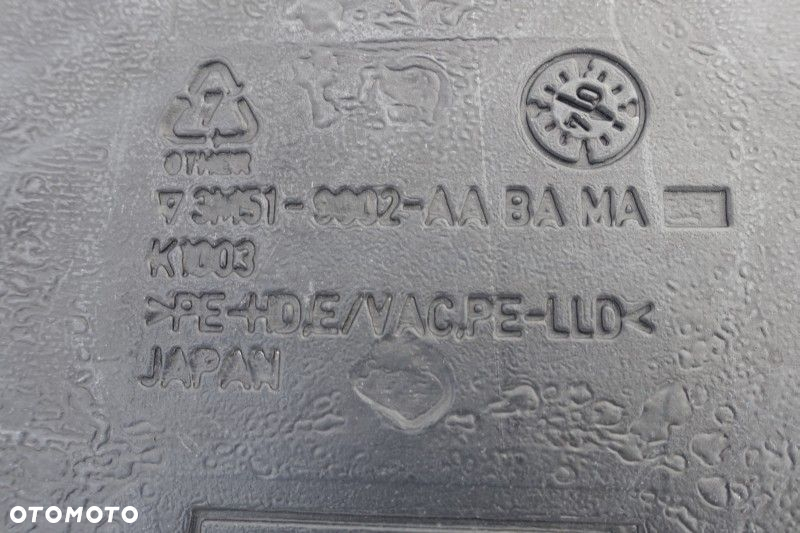 7
OTHER
▽ 3M51-9002-AA BA MA
K1003
>PE-HD,E/VAC,PE-LLD<
JAPAN
OTOMOTO